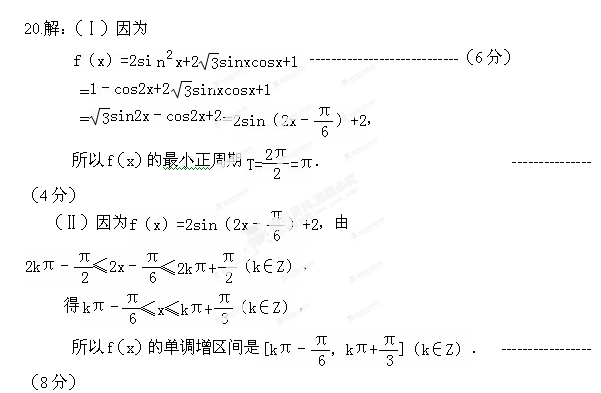 20.解:(Ⅰ)因为
f(x)=2sin²x+2√3sinxcosx+1 ---------------------------(6分)
=1-cos2x+2√3sinxcosx+1
=√3sin2x-cos2x+2=2sin(2x-π/6)+2,
所以f(x)的最小正周期T=2π/2=π. ---------------
(4分)
(Ⅱ)因为f(x)=2sin(2x-π/6)+2,由
2kπ-π/2≤2x-π/6≤2kπ+π/2(k∈Z),
得kπ-π/6≤x≤kπ+π/3(k∈Z),
所以f(x)的单调增区间是[kπ-π/6,kπ+π/3](k∈Z). -----------------
(8分)